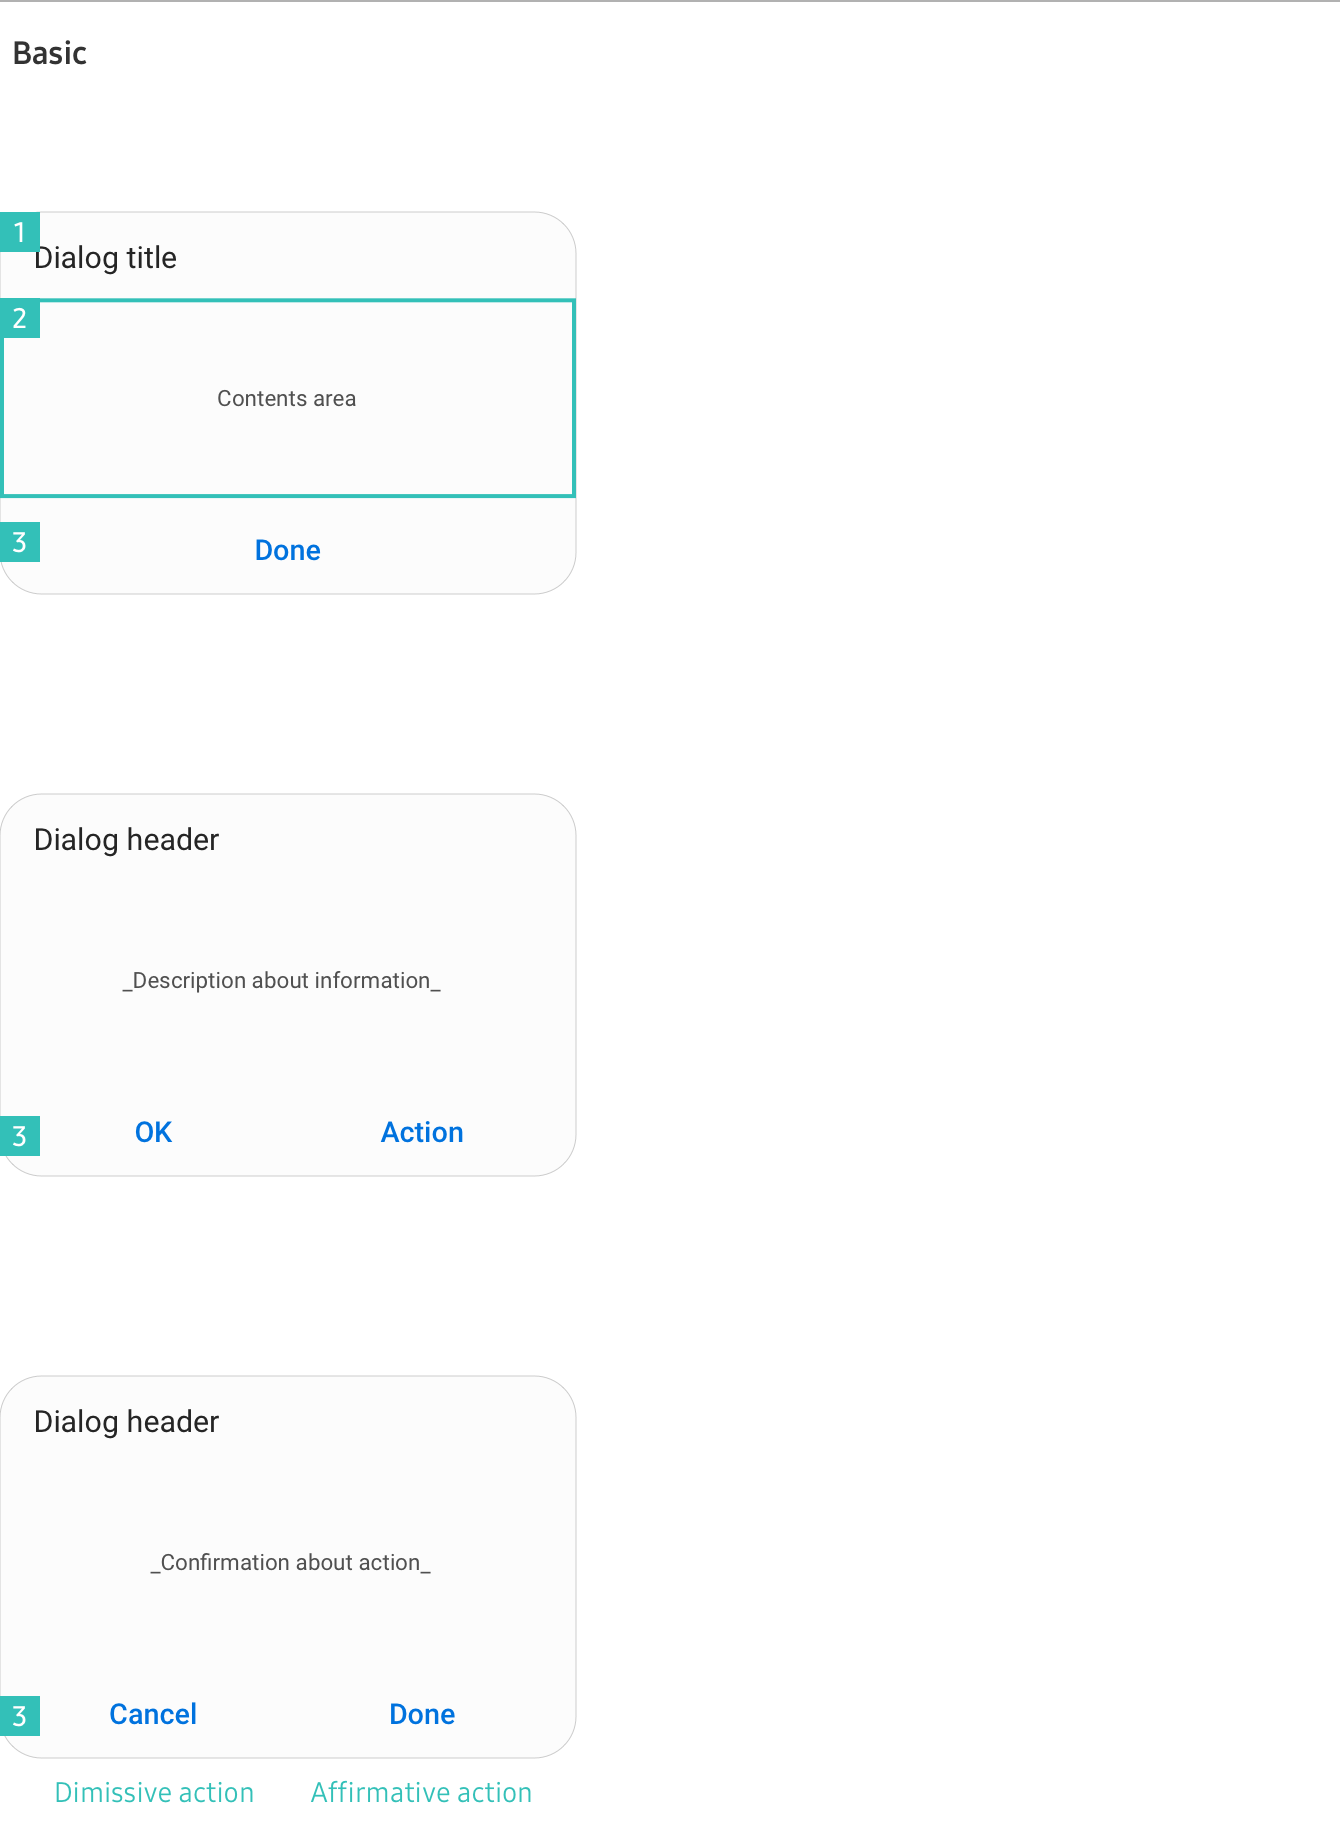 Basic
1
Dialog title
2
Contents area
3
Done
Dialog header
_Description about information_
3
OK Action
Dialog header
_Confirmation about action_
3
Cancel Done
Dimissive action Affirmative action